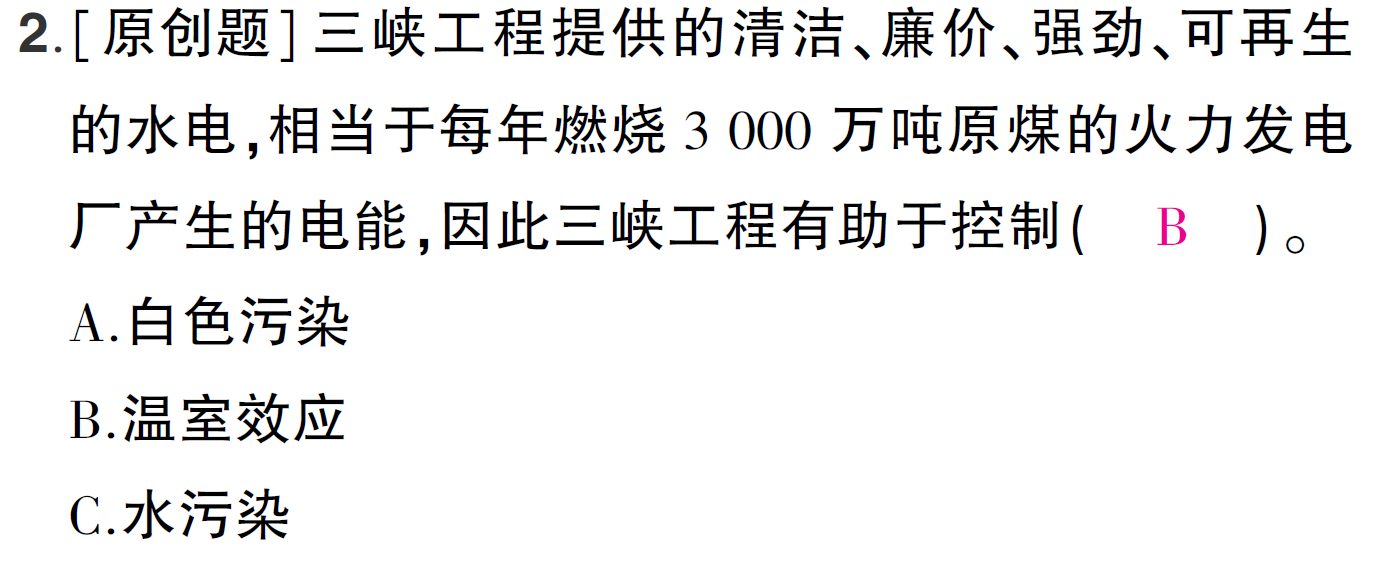 2.[原创题]三峡工程提供的清洁、廉价、强劲、可再生
的水电,相当于每年燃烧 3 000 万吨原煤的火力发电
厂产生的电能,因此三峡工程有助于控制( B )。
A.白色污染
B.温室效应
C.水污染